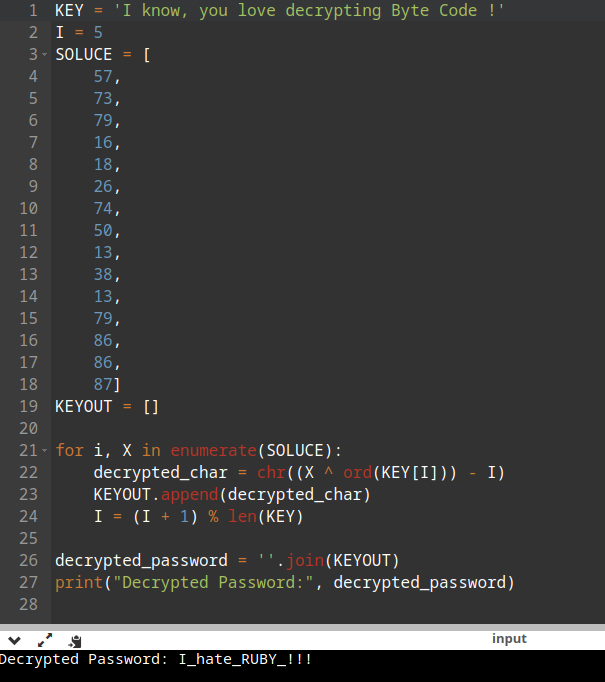 1 KEY = 'I know, you love decrypting Byte Code !'
2 I = 5
3 SOLUCE = [
4     57,
5     73,
6     79,
7     16,
8     18,
9     26,
10     74,
11     50,
12     13,
13     38,
14     13,
15     79,
16     86,
17     86,
18     87]
19 KEYOUT = []
20
21 for i, X in enumerate(SOLUCE):
22     decrypted_char = chr((X ^ ord(KEY[I])) - I)
23     KEYOUT.append(decrypted_char)
24     I = (I + 1) % len(KEY)
25
26 decrypted_password = ''.join(KEYOUT)
27 print("Decrypted Password:", decrypted_password)
28
input
Decrypted Password: I_hate_RUBY_!!!